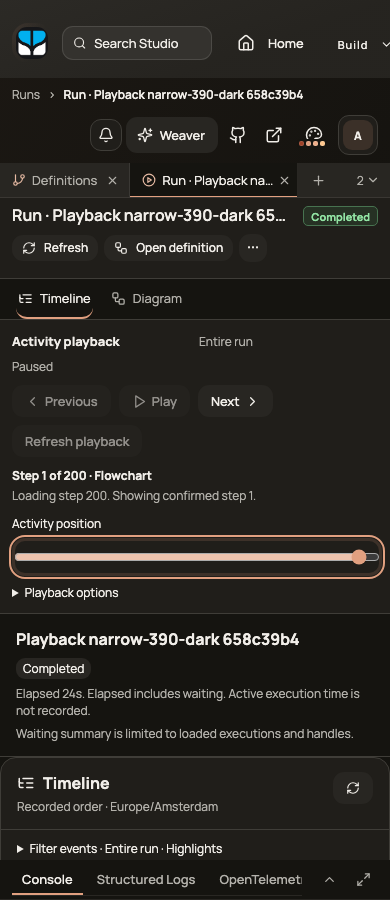 Search Studio
Home
Build
Runs › Run · Playback narrow-390-dark 658c39b4
Weaver
A
Definitions
Run · Playback na...
2
Run · Playback narrow-390-dark 65...
Completed
Refresh
Open definition
...
Timeline
Diagram
Activity playback
Entire run
Paused
Previous
Play
Next
Refresh playback
Step 1 of 200 · Flowchart
Loading step 200. Showing confirmed step 1.
Activity position
Playback options
Playback narrow-390-dark 658c39b4
Completed
Elapsed 24s. Elapsed includes waiting. Active execution time is
not recorded.
Waiting summary is limited to loaded executions and handles.
Timeline
Recorded order · Europe/Amsterdam
Filter events · Entire run · Highlights
Console
Structured Logs
OpenTelemet